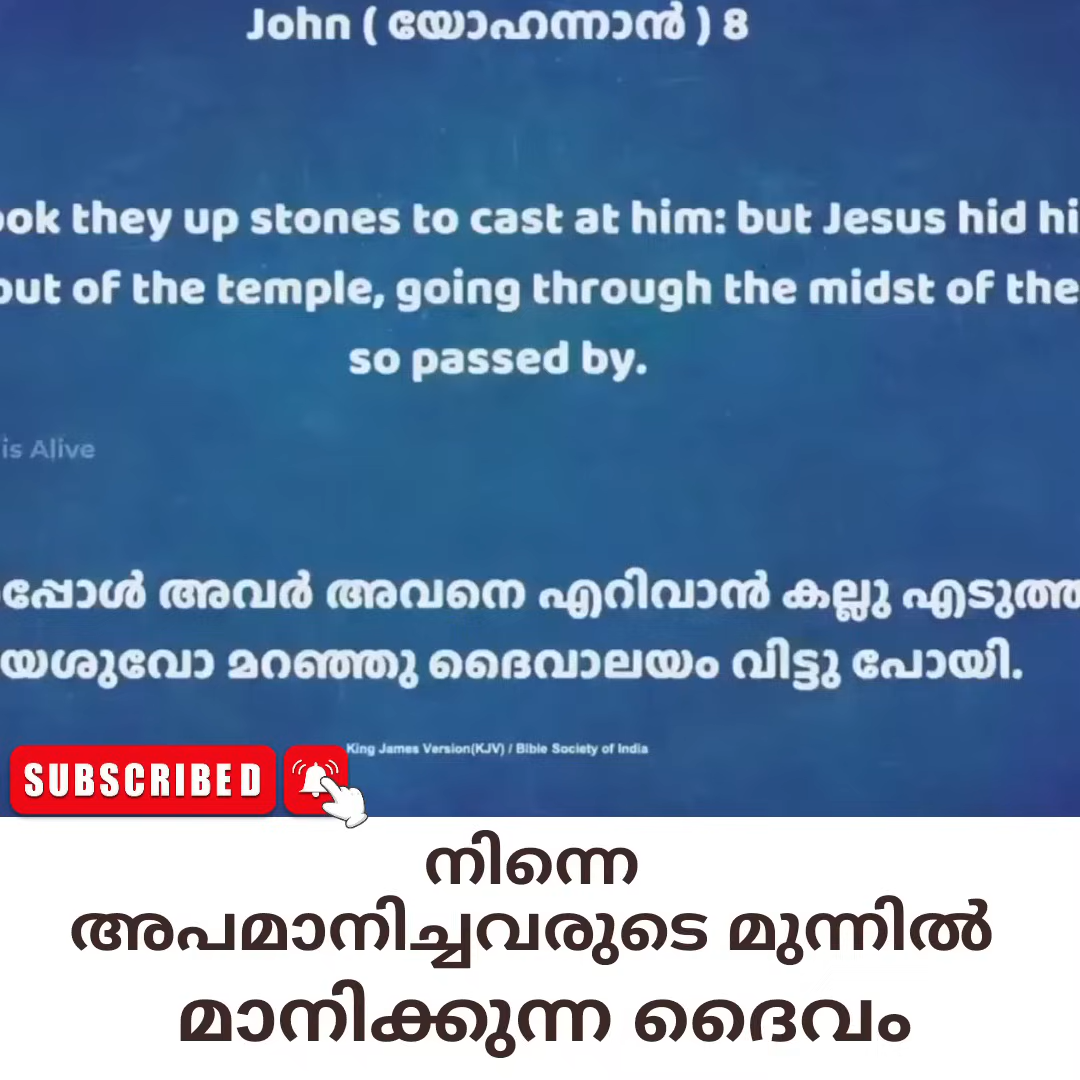 John ( യോഹന്നാൻ ) 8
ok they up stones to cast at him: but Jesus hid hi
out of the temple, going through the midst of the
so passed by.
is Alive
പ്പോൾ അവർ അവനെ എറിവാൻ കല്ലു എടുത്ത
യശുവോ മറഞ്ഞു ദൈവാലയം വിട്ടു പോയി.
King James Version(KJV) / Bible Society of India
SUBSCRIBED
നിന്നെ
അപമാനിച്ചവരുടെ മുന്നിൽ
മാനിക്കുന്ന ദൈവം